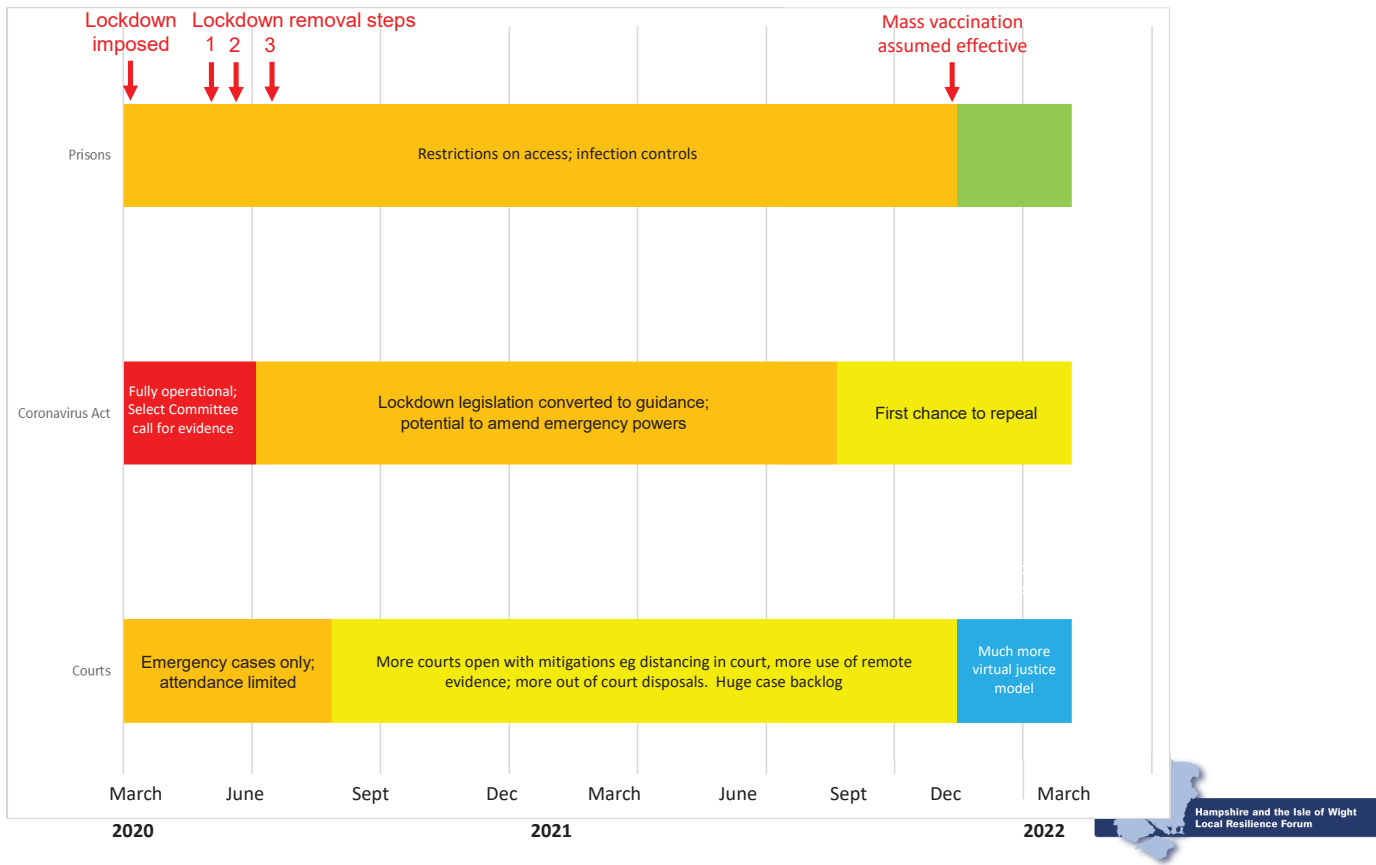 Lockdown
imposed
Lockdown removal steps
1 2 3
Mass vaccination
assumed effective
Prisons
Restrictions on access; infection controls
Coronavirus Act
Fully operational;
Select Committee
call for evidence
Lockdown legislation converted to guidance;
potential to amend emergency powers
First chance to repeal
Courts
Emergency cases only;
attendance limited
More courts open with mitigations eg distancing in court, more use of remote
evidence; more out of court disposals. Huge case backlog
Much more
virtual justice
model
March June Sept Dec March June Sept Dec March
2020 2021 2022
Hampshire and the Isle of Wight
Local Resilience Forum